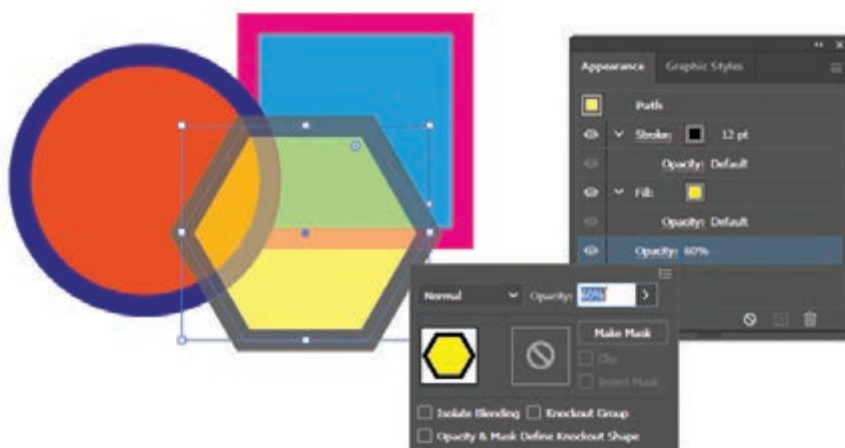 Appearance Graphic Styles
Path
Stroke: 12 pt
Opacity: Default
Fill:
Opacity: Default
Opacity: 60%
Normal Opacity: 60%
Make Mask
Clip
Invert Mask
Isolate Blending Knockout Group
Opacity & Mask Define Knockout Shape